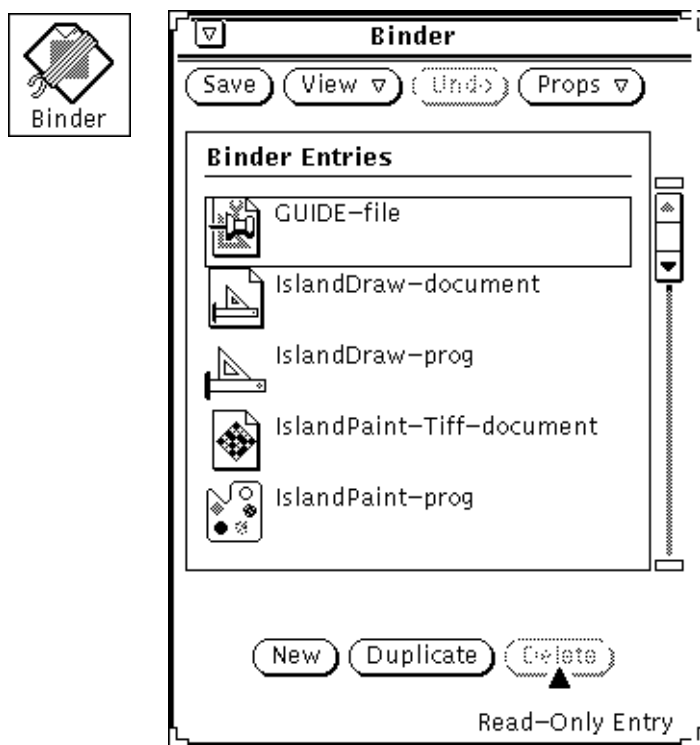 Binder
Binder
Save View Undo Props
Binder Entries
GUIDE–file
IslandDraw–document
IslandDraw–prog
IslandPaint–Tiff–document
IslandPaint–prog
New Duplicate Delete
Read–Only Entry